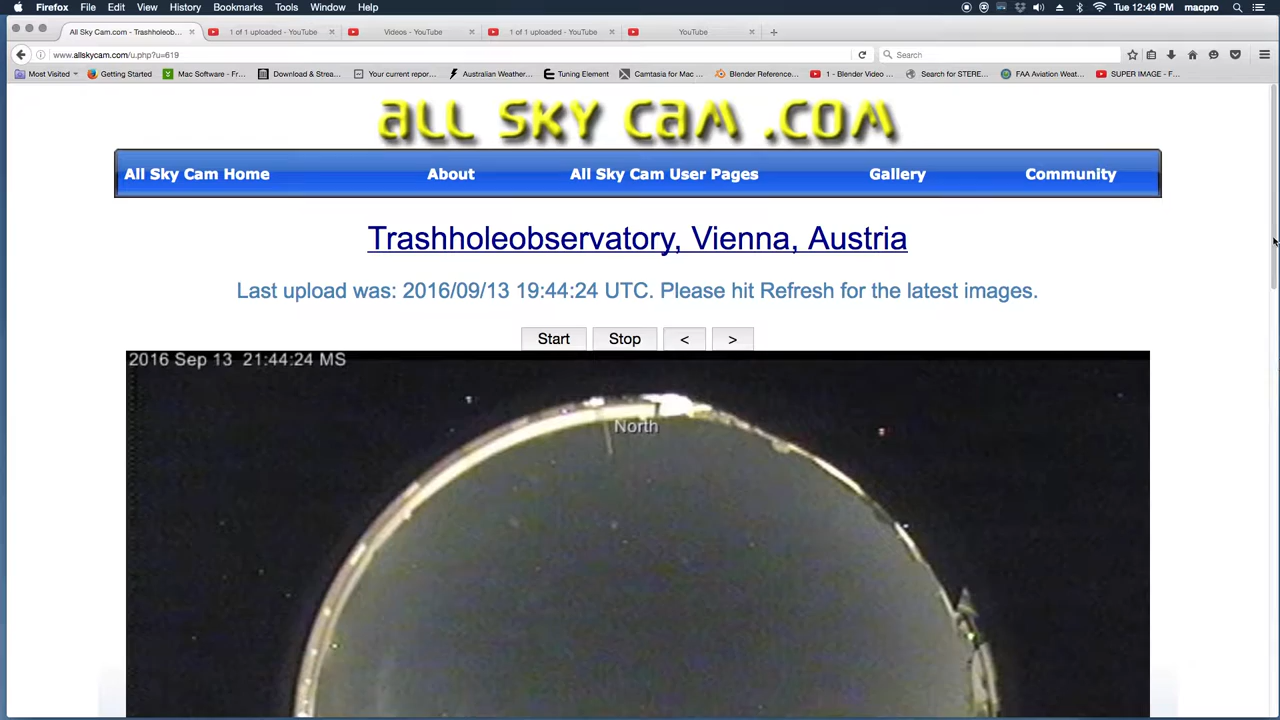 Firefox File Edit View History Bookmarks Tools Window Help Tue 12:49 PM macpro
All Sky Cam.com - Trashholeob... 1 of 1 uploaded - YouTube Videos - YouTube 1 of 1 uploaded - YouTube YouTube
www.allskycam.com/u.php?u=619 Search
Most Visited Getting Started Mac Software - Fr... Download & Strea... Your current repor... Australian Weather... Tuning Element Camtasia for Mac ... Blender Reference... 1 - Blender Video ... Search for STERE... FAA Aviation Weat... SUPER IMAGE - F...
ALL SKY CAM .COM
All Sky Cam Home About All Sky Cam User Pages Gallery Community
Trashholeobservatory, Vienna, Austria
Last upload was: 2016/09/13 19:44:24 UTC. Please hit Refresh for the latest images.
Start Stop < >
2016 Sep 13 21:44:24 MS
North